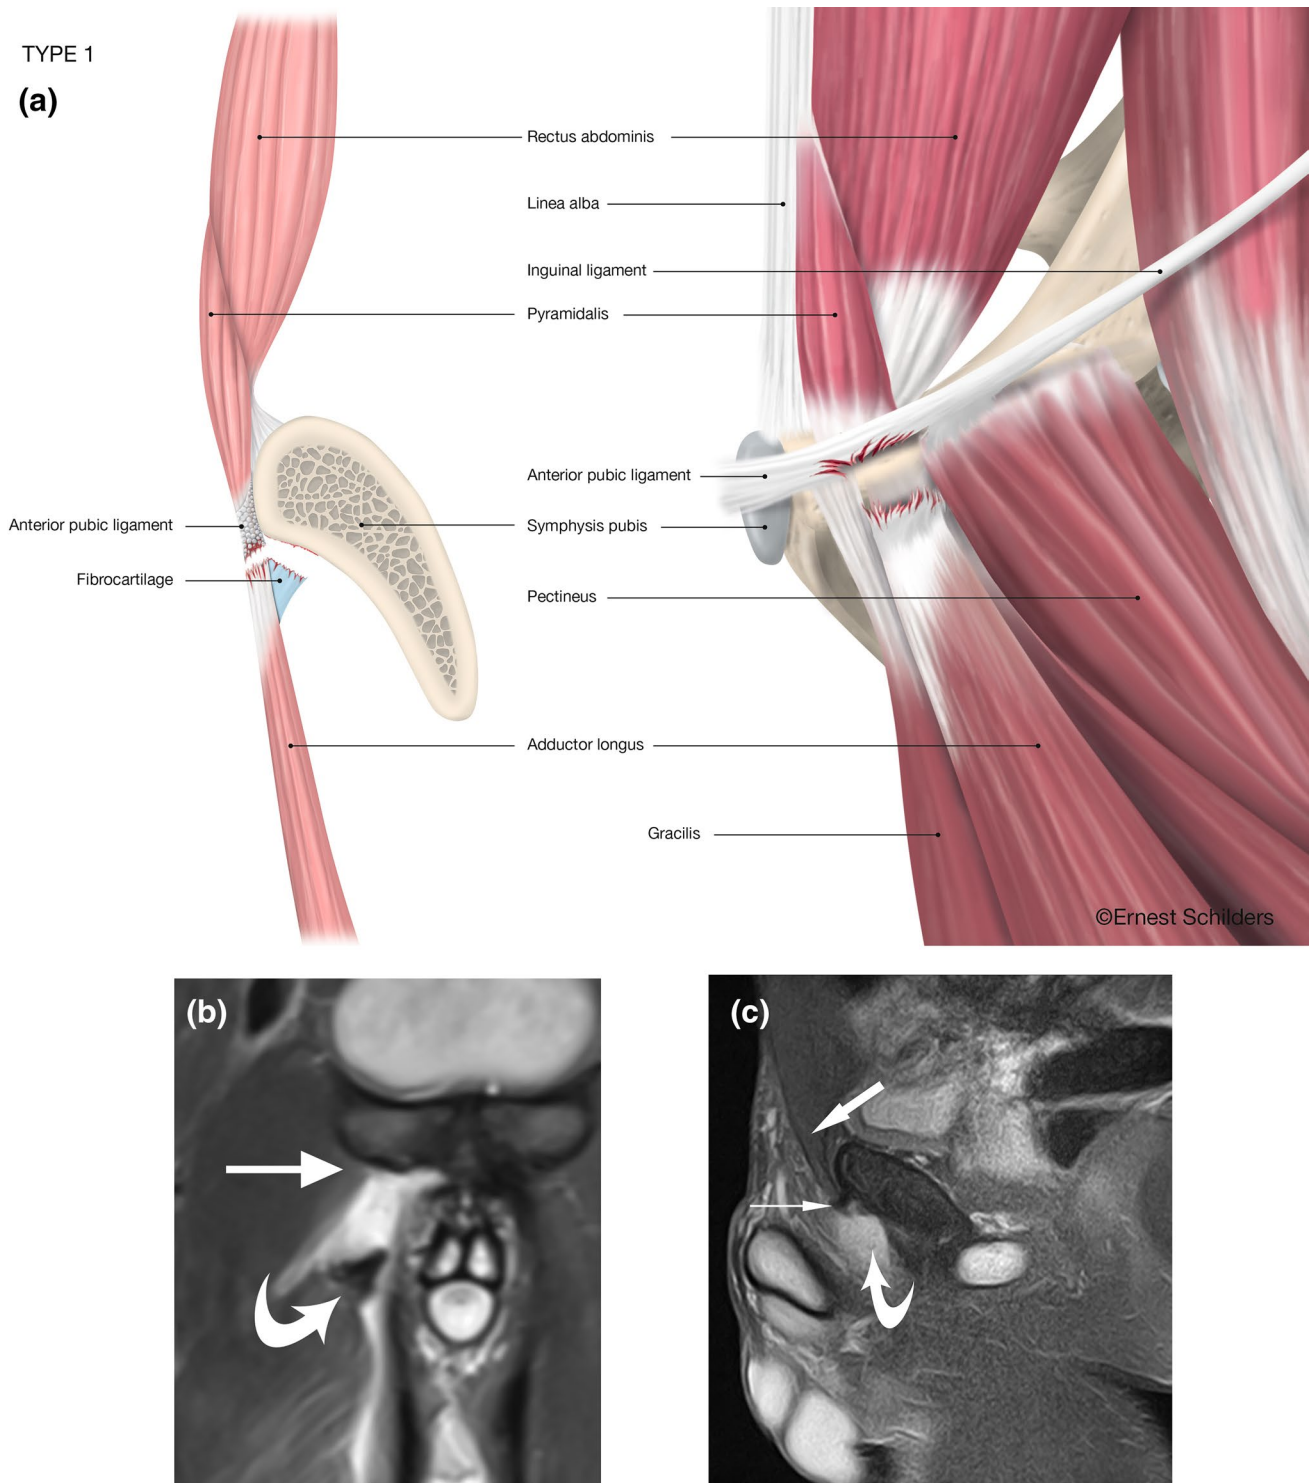 TYPE 1
(a)
Rectus abdominis
Linea alba
Inguinal ligament
Pyramidalis
Anterior pubic ligament
Anterior pubic ligament
Symphysis pubis
Fibrocartilage
Pectineus
Adductor longus
Gracilis
©Ernest Schilders
(b)
(c)